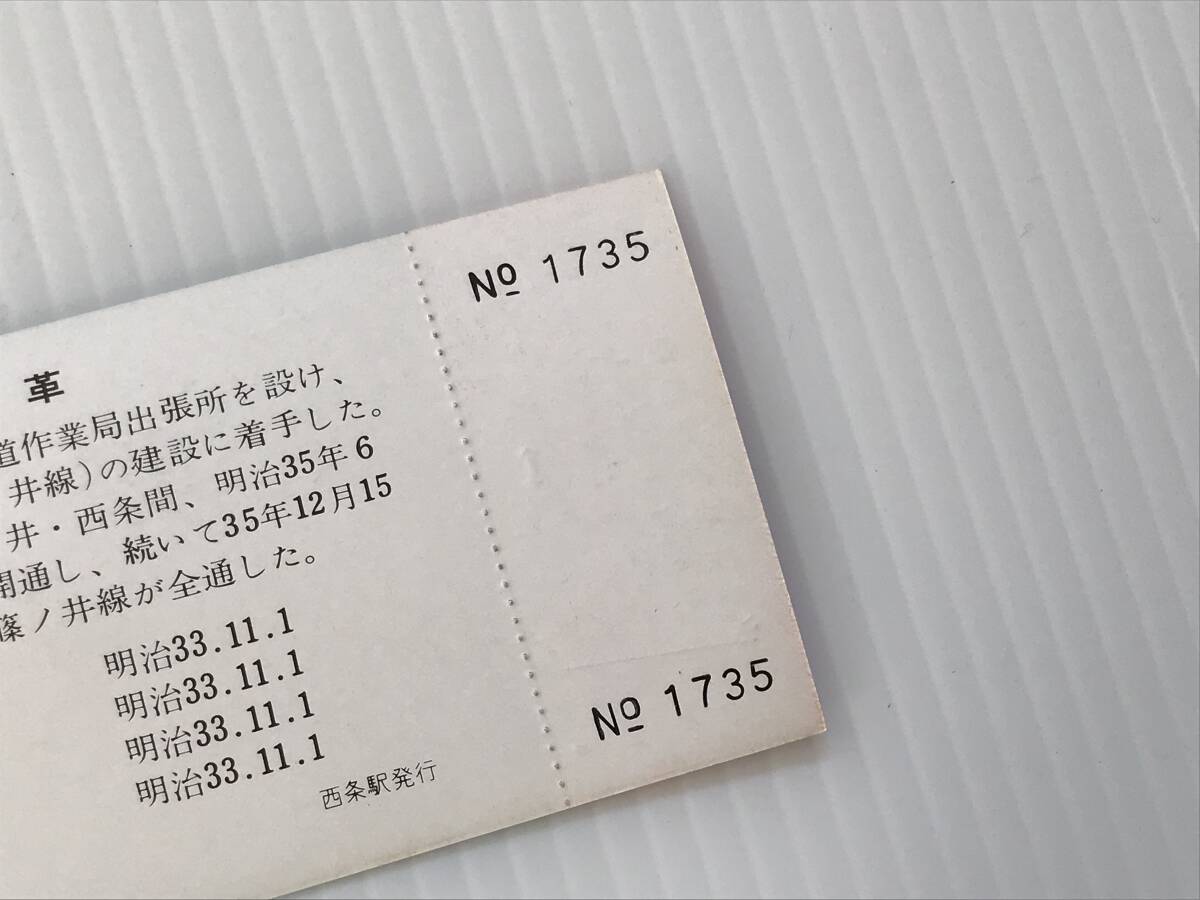 革
道作業局出張所を設け、
井線)の建設に着手した。
井・西条間、明治35年6
開通し、続いて35年12月15
篠ノ井線が全通した。
明治33.11.1
明治33.11.1
明治33.11.1
明治33.11.1
西条駅発行
№ 1735
№ 1735